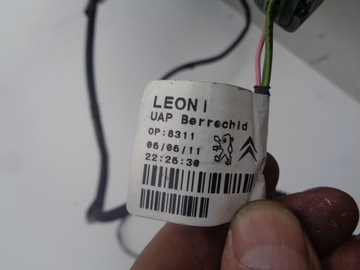 LEONI
UAP Berrechid
OP:8311
06/06/11
22:26:30